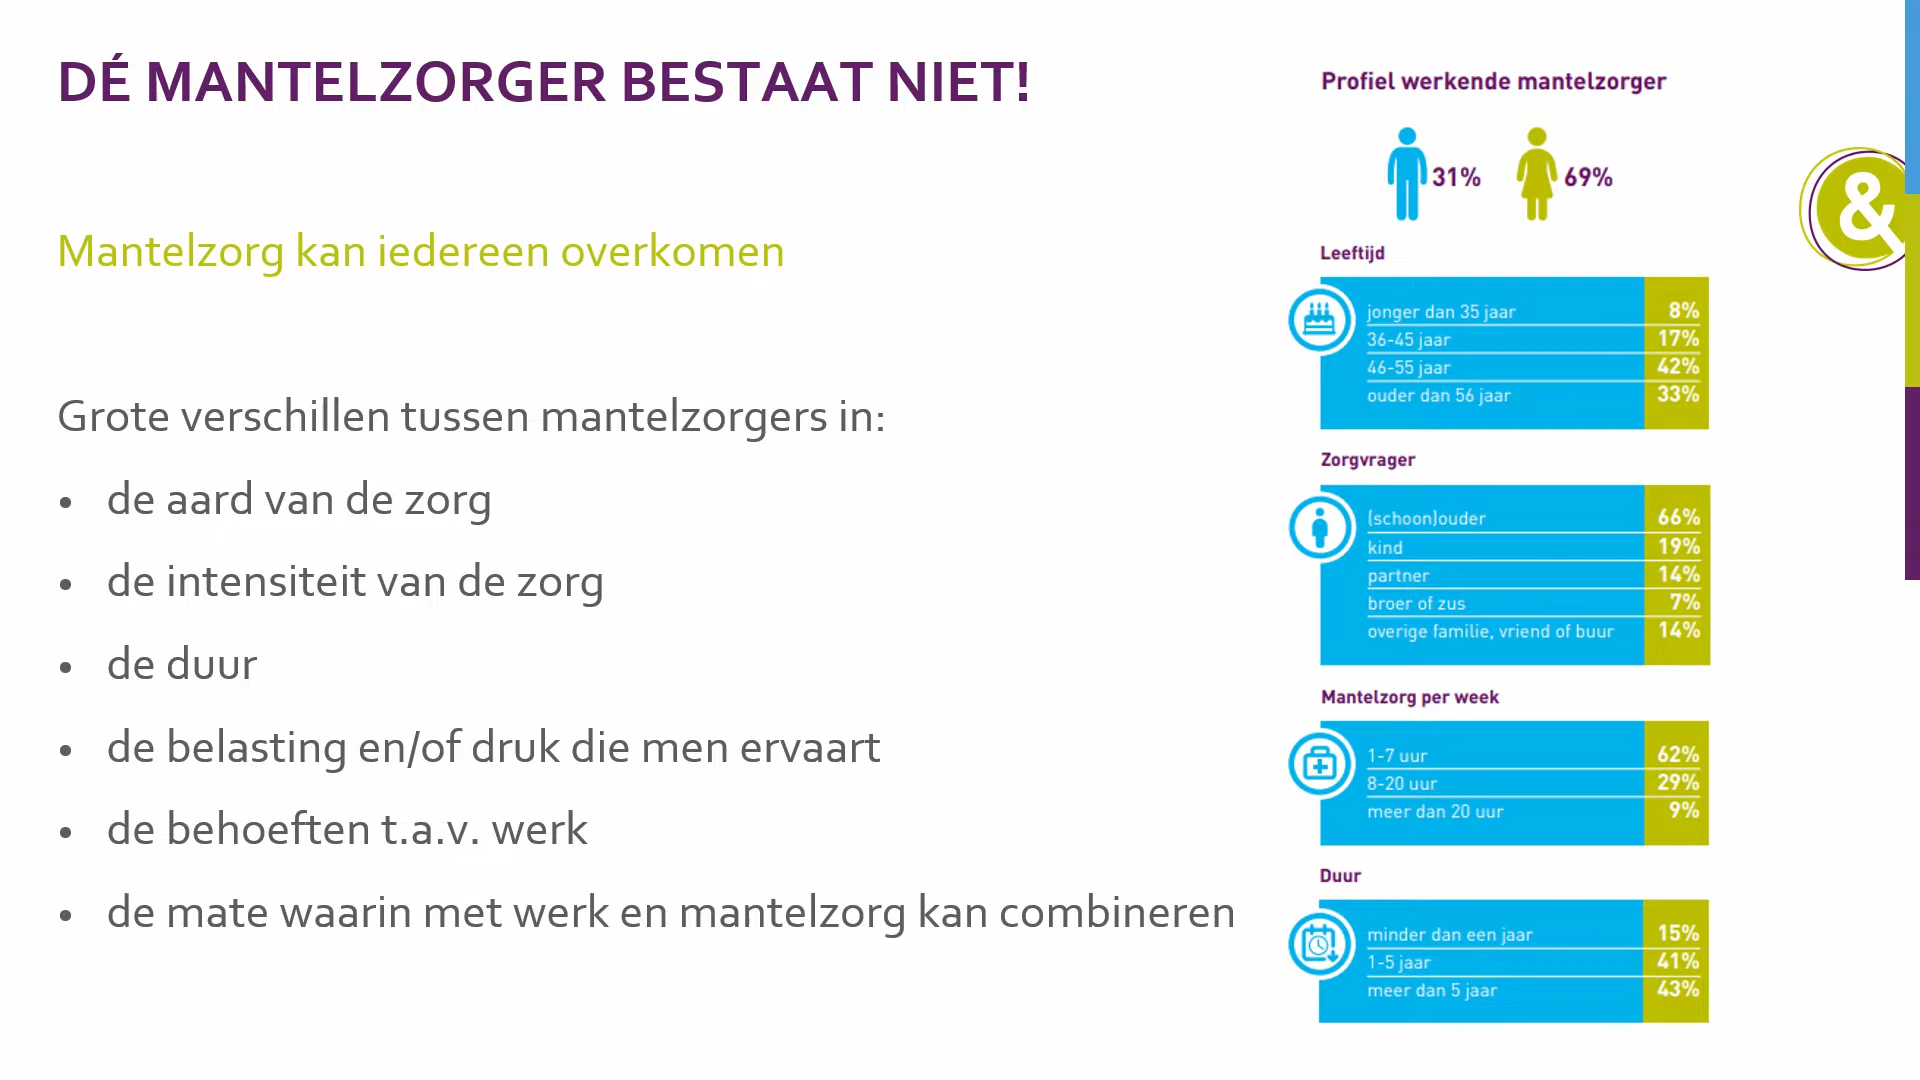 DÉ MANTELZORGER BESTAAT NIET!
Mantelzorg kan iedereen overkomen
Grote verschillen tussen mantelzorgers in:
• de aard van de zorg
• de intensiteit van de zorg
• de duur
• de belasting en/of druk die men ervaart
• de behoeften t.a.v. werk
• de mate waarin met werk en mantelzorg kan combineren
Profiel werkende mantelzorger
31% 69%
Leeftijd
jonger dan 35 jaar 8%
36-45 jaar 17%
46-55 jaar 42%
ouder dan 56 jaar 33%
Zorgvrager
(schoon)ouder 66%
kind 19%
partner 14%
broer of zus 7%
overige familie, vriend of buur 14%
Mantelzorg per week
1-7 uur 62%
8-20 uur 29%
meer dan 20 uur 9%
Duur
minder dan een jaar 15%
1-5 jaar 41%
meer dan 5 jaar 43%
&